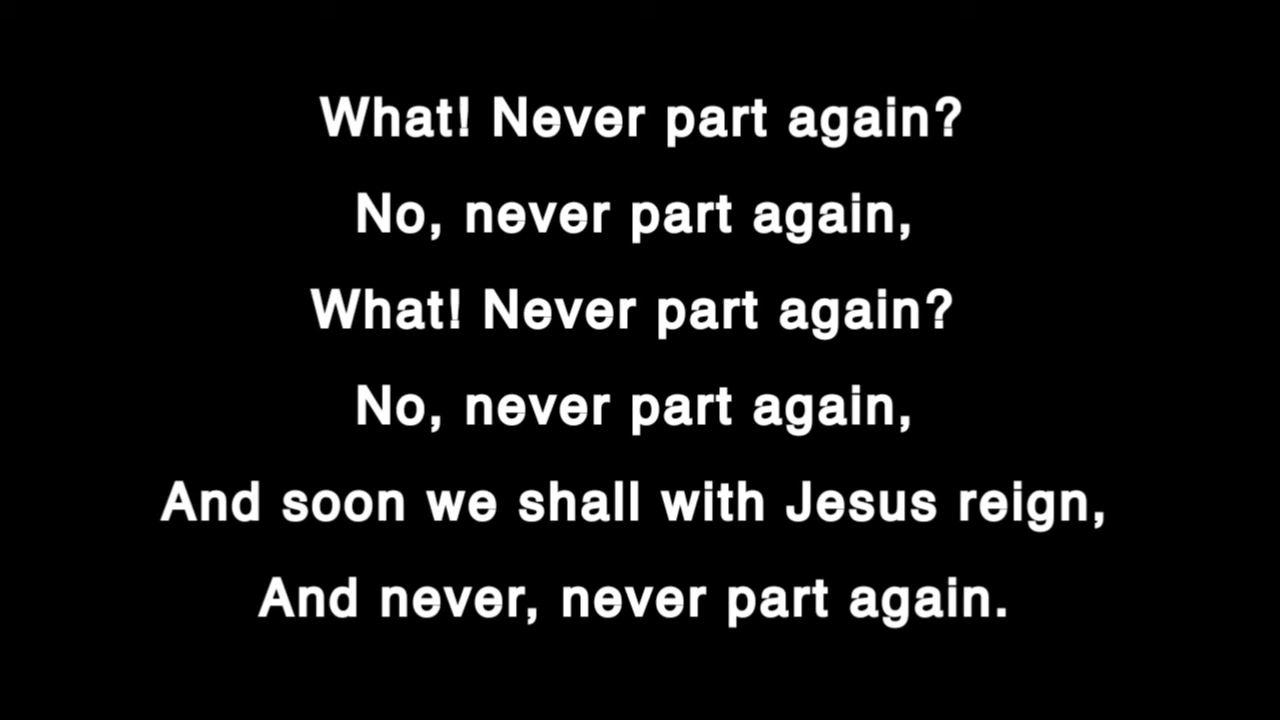 What! Never part again?
No, never part again,
What! Never part again?
No, never part again,
And soon we shall with Jesus reign,
And never, never part again.